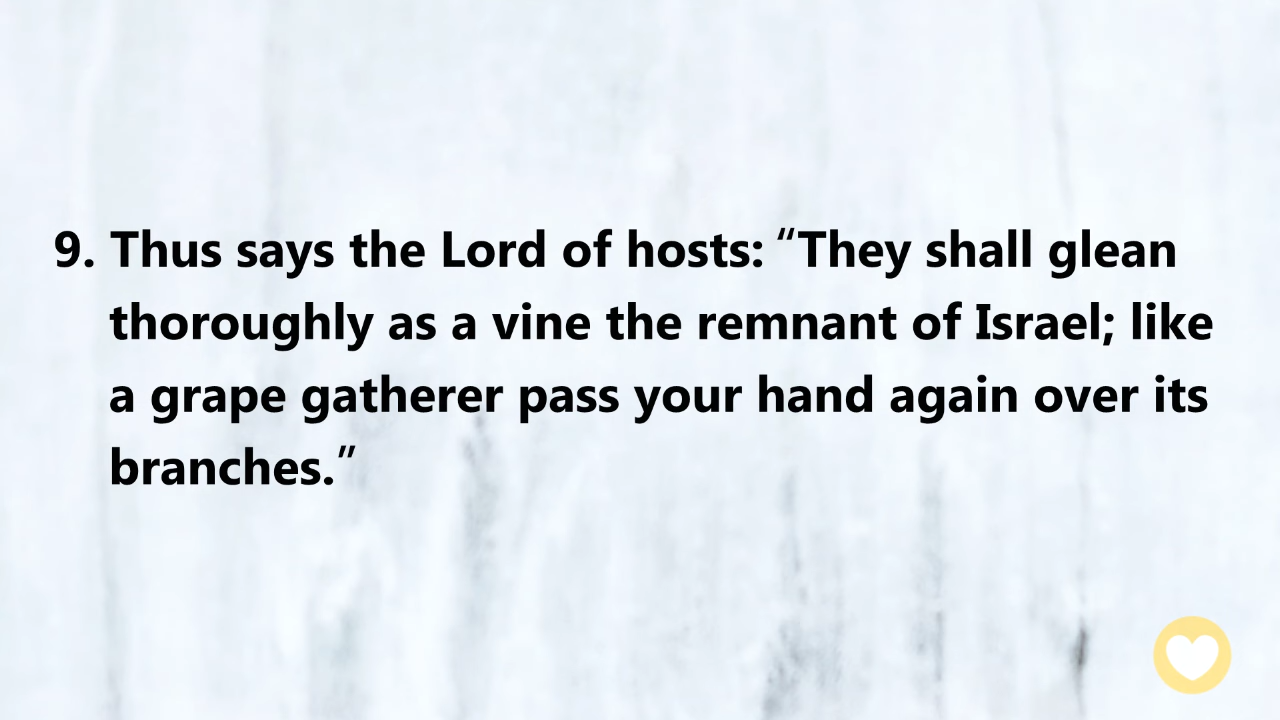 9. Thus says the Lord of hosts: “They shall glean
thoroughly as a vine the remnant of Israel; like
a grape gatherer pass your hand again over its
branches.”